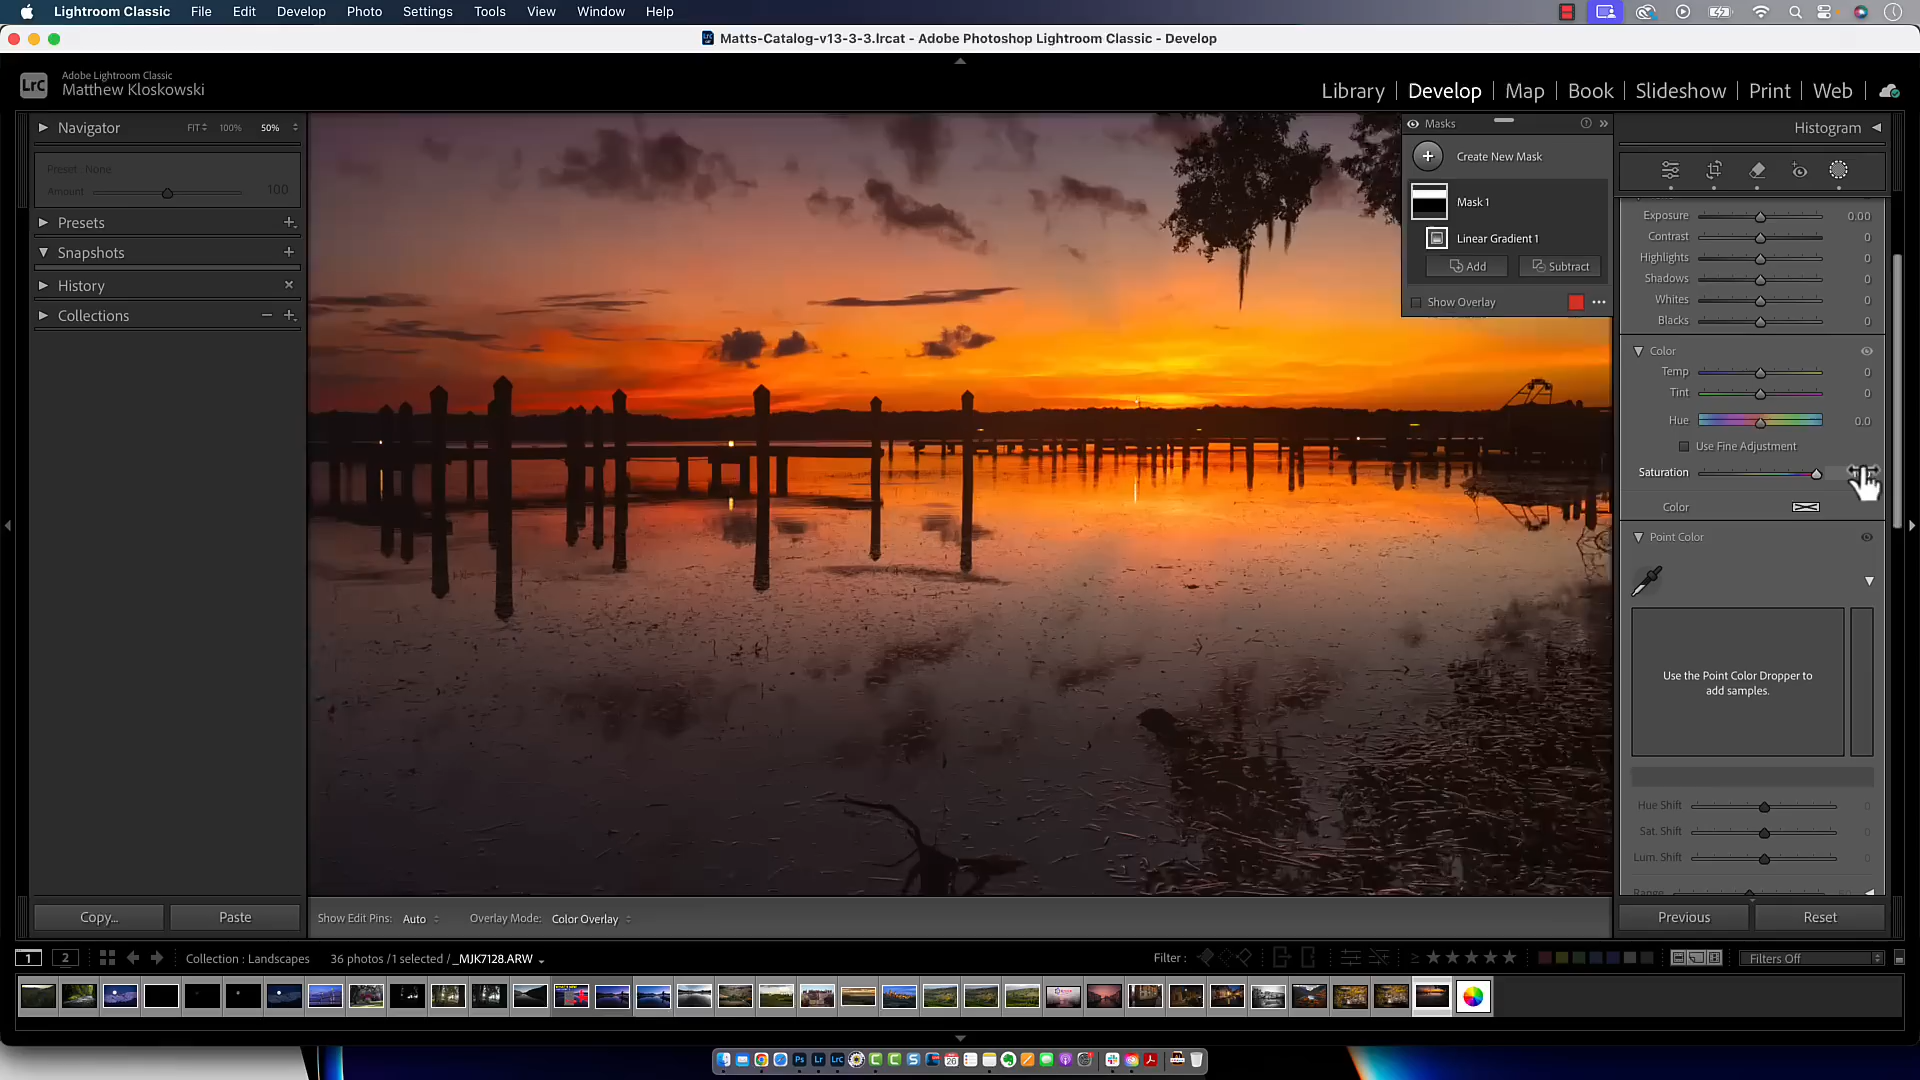 Lightroom Classic File Edit Develop Photo Settings Tools View Window Help
Matts-Catalog-v13-3-3.lrcat - Adobe Photoshop Lightroom Classic - Develop
LrC
Adobe Lightroom Classic
Matthew Kloskowski
Library | Develop | Map | Book | Slideshow | Print | Web
Navigator FIT 100% 50%
Preset : None
Amount 100
Presets
Snapshots
History
Collections
Copy... Paste
Masks
Create New Mask
Mask 1
Linear Gradient 1
Add Subtract
Show Overlay
Histogram
Exposure 0.00
Contrast 0
Highlights 0
Shadows 0
Whites 0
Blacks 0
Color
Temp 0
Tint 0
Hue 0.0
Use Fine Adjustment
Saturation
Color
Point Color
Use the Point Color Dropper to
add samples.
Hue Shift 0
Sat. Shift 0
Lum. Shift 0
Range
Previous Reset
Show Edit Pins: Auto Overlay Mode: Color Overlay
1 2 Collection : Landscapes 36 photos / 1 selected / _MJK7128.ARW Filter : Filters Off